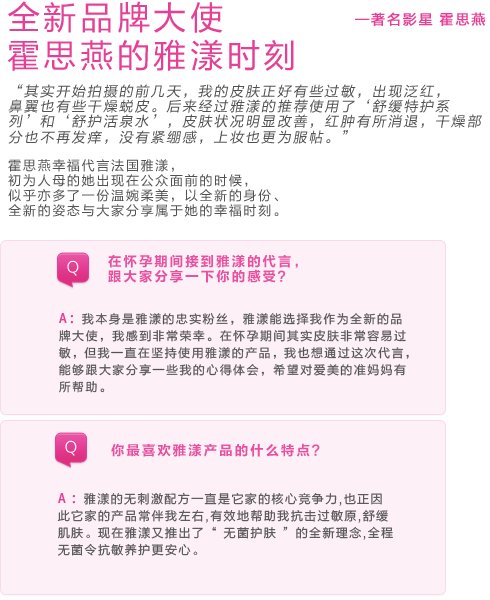 全新品牌大使
—著名影星 霍思燕
霍思燕的雅漾时刻
“其实开始拍摄的前几天，我的皮肤正好有些过敏，出现泛红，
鼻翼也有些干燥蜕皮。后来经过雅漾的推荐使用了‘舒缓特护系
列’和‘舒护活泉水’，皮肤状况明显改善，红肿有所消退，干燥部
分也不再发痒，没有紧绷感，上妆也更为服帖。”
霍思燕幸福代言法国雅漾，
初为人母的她出现在公众面前的时候，
似乎亦多了一份温婉柔美，以全新的身份、
全新的姿态与大家分享属于她的幸福时刻。
Q
在怀孕期间接到雅漾的代言，
跟大家分享一下你的感受？
A：我本身是雅漾的忠实粉丝，雅漾能选择我作为全新的品
牌大使，我感到非常荣幸。在怀孕期间其实皮肤非常容易过
敏，但我一直在坚持使用雅漾的产品，我也想通过这次代言，
能够跟大家分享一些我的心得体会，希望对爱美的准妈妈有
所帮助。
Q
你最喜欢雅漾产品的什么特点？
A ：雅漾的无刺激配方一直是它家的核心竞争力,也正因
此它家的产品常伴我左右,有效地帮助我抗击过敏原,舒缓
肌肤。现在雅漾又推出了“ 无菌护肤 ”的全新理念,全程
无菌令抗敏养护更安心。